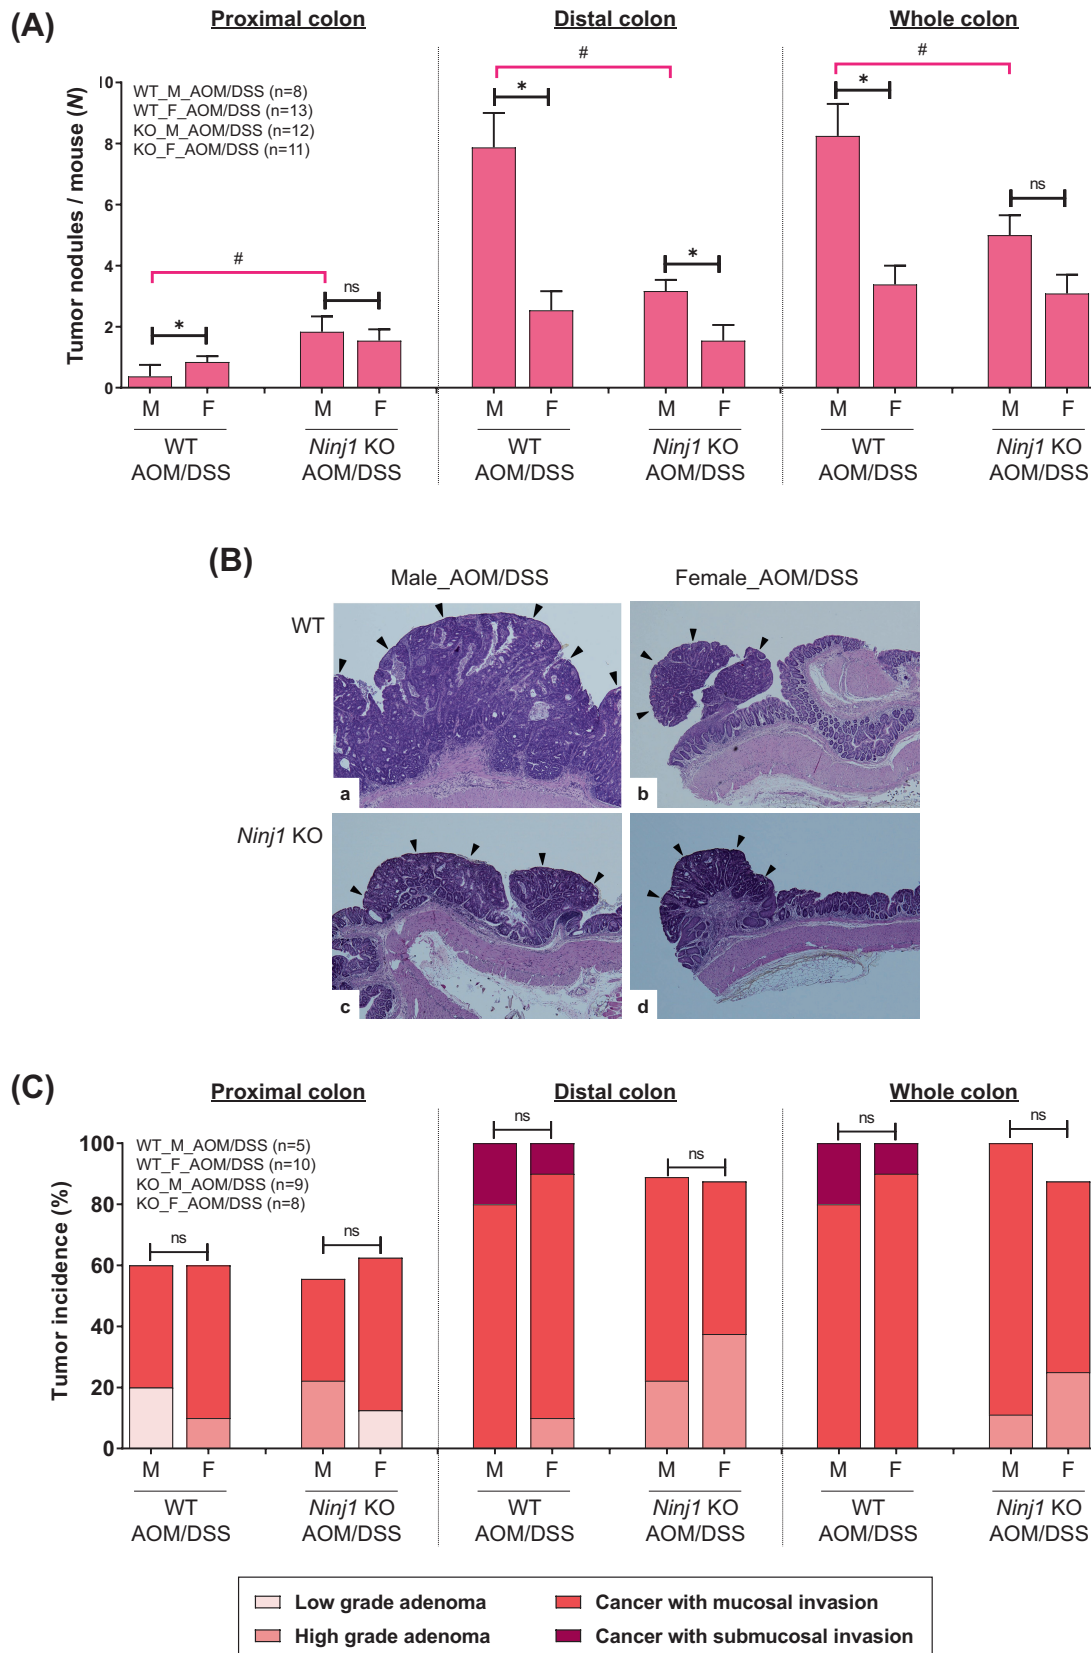 (A)
Proximal colon
Distal colon
Whole colon
Tumor nodules / mouse (N)
10
8
6
4
2
0
WT_M_AOM/DSS (n=8)
WT_F_AOM/DSS (n=13)
KO_M_AOM/DSS (n=12)
KO_F_AOM/DSS (n=11)
# # #
* ns * * * ns
M F M F M F M F M F M F
WT Ninj1 KO WT Ninj1 KO WT Ninj1 KO
AOM/DSS AOM/DSS AOM/DSS AOM/DSS AOM/DSS AOM/DSS
(B)
Male_AOM/DSS Female_AOM/DSS
WT
a b
Ninj1 KO
c d
(C)
Proximal colon
Distal colon
Whole colon
Tumor incidence (%)
100
80
60
40
20
0
WT_M_AOM/DSS (n=5)
WT_F_AOM/DSS (n=10)
KO_M_AOM/DSS (n=9)
KO_F_AOM/DSS (n=8)
ns ns ns ns ns ns
M F M F M F M F M F M F
WT Ninj1 KO WT Ninj1 KO WT Ninj1 KO
AOM/DSS AOM/DSS AOM/DSS AOM/DSS AOM/DSS AOM/DSS
Low grade adenoma Cancer with mucosal invasion
High grade adenoma Cancer with submucosal invasion